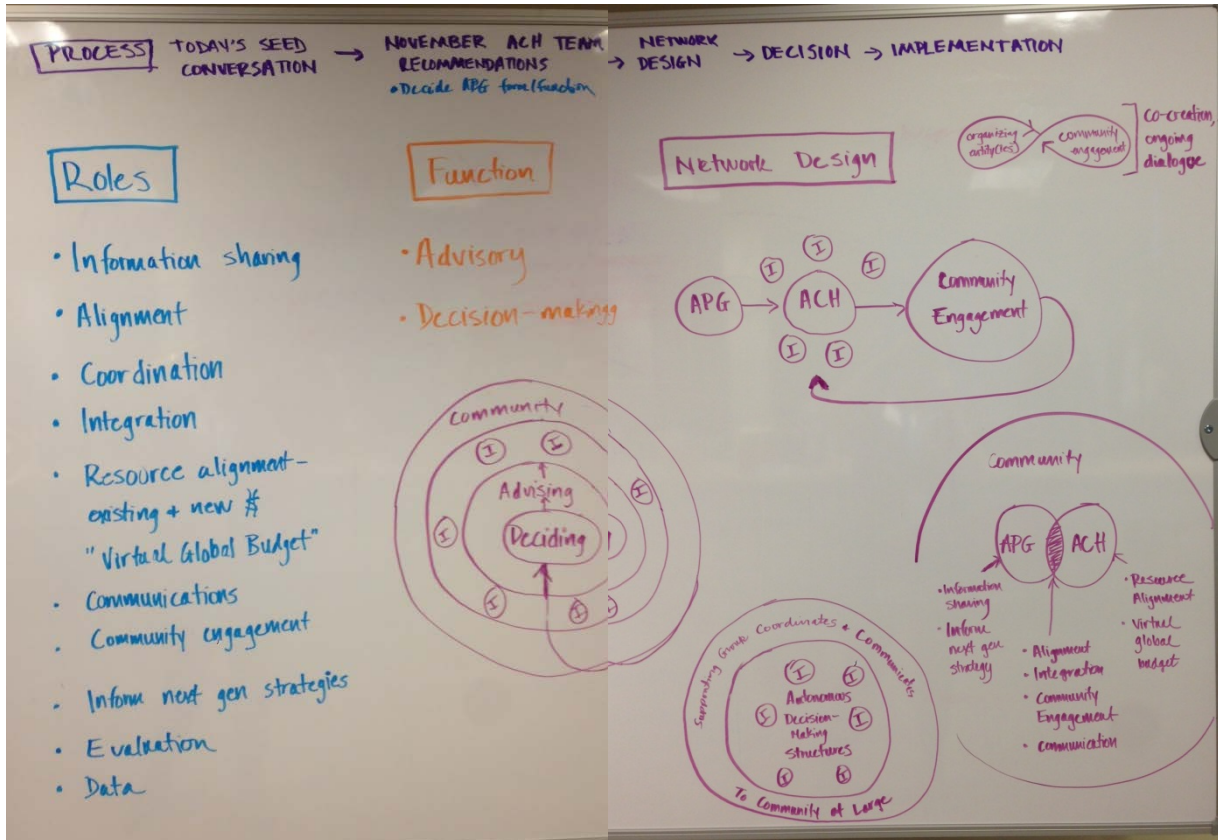 PROCESS
TODAY'S SEED
CONVERSATION
→ NOVEMBER ACH TEAM
RECOMMENDATIONS
• Decide APG form/function
→ NETWORK
DESIGN
→ DECISION → IMPLEMENTATION
Roles
• Information sharing
• Alignment
• Coordination
• Integration
• Resource alignment-
existing + new $
"Virtual Global Budget"
• Communications
• Community engagement
• Inform next gen strategies
• Evaluation
• Data
Function
• Advisory
• Decision-makingg
Community
I
I
I
I
I
I
Advising
Deciding
Network Design
organizing
entity(ies)
community
engagement
Co-creation,
ongoing
dialogue
APG
ACH
I
I
I
I
I
Community
Engagement
Supporting Group Coordinates + Communicates
I
I
Autonomous
I
Decision-
I
Making
Structures
I
I
To Community at Large
Community
APG
ACH
• Information
sharing
• Inform
next gen
strategy
• Alignment
• Integration
• Community
Engagement
• Communication
• Resource
Alignment
• Virtual
global
budget